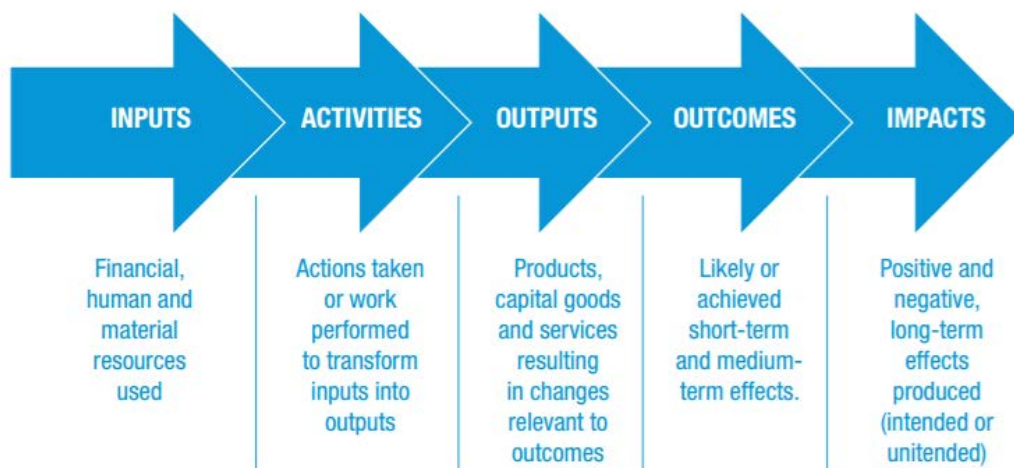 INPUTS
ACTIVITIES
OUTPUTS
OUTCOMES
IMPACTS
Financial,
human and
material
resources
used
Actions taken
or work
performed
to transform
inputs into
outputs
Products,
capital goods
and services
resulting
in changes
relevant to
outcomes
Likely or
achieved
short-term
and medium-
term effects.
Positive and
negative,
long-term
effects
produced
(intended or
unitended)